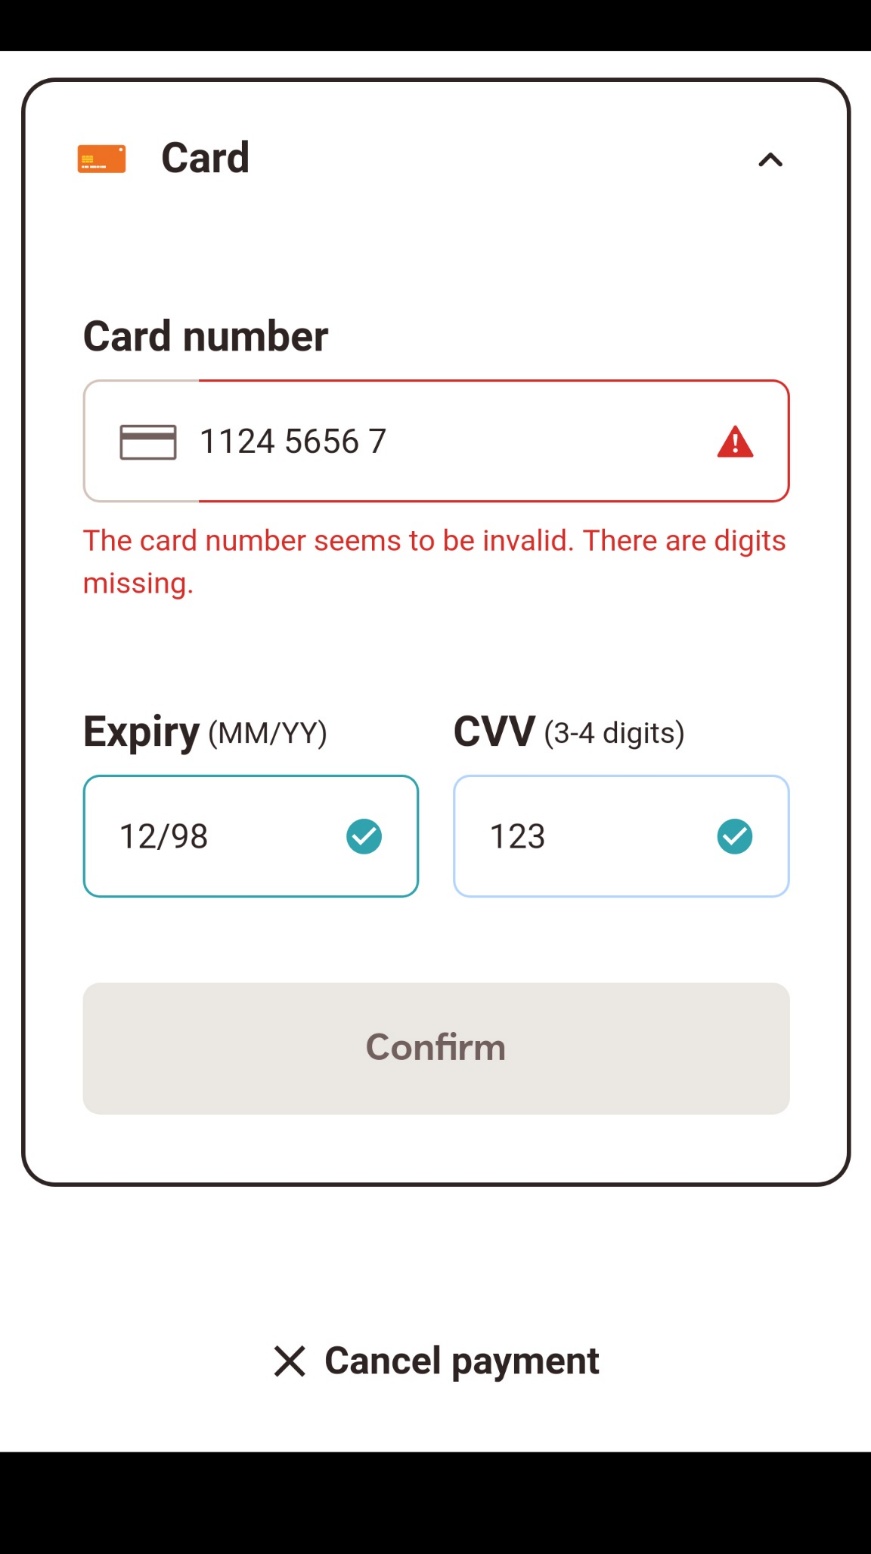 Card
Card number
1124 5656 7
The card number seems to be invalid. There are digits
missing.
Expiry (MM/YY)
CVV (3-4 digits)
12/98
123
Confirm
Cancel payment